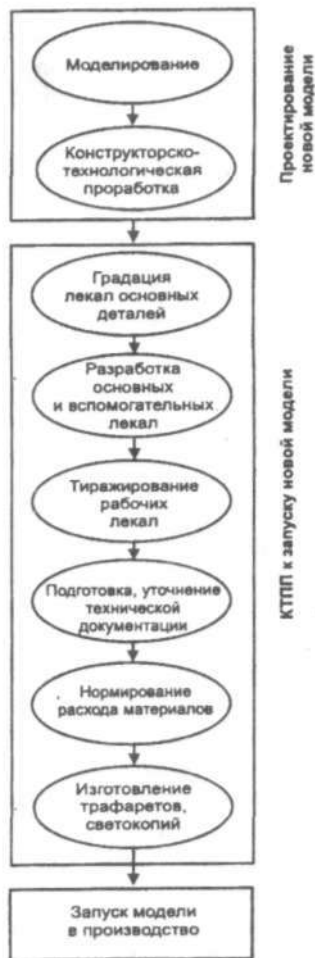 Моделирование
Конструкторско-
технологическая
проработка
Проектирование
новой модели
Градация
лекал основных
деталей
Разработка
основных
и вспомогательных
лекал
Тиражирование
рабочих
лекал
Подготовка, уточнение
технической
документации
Нормирование
расхода материалов
Изготовление
трафаретов,
светокопий
КТПП к запуску новой модели
Запуск модели
в производство